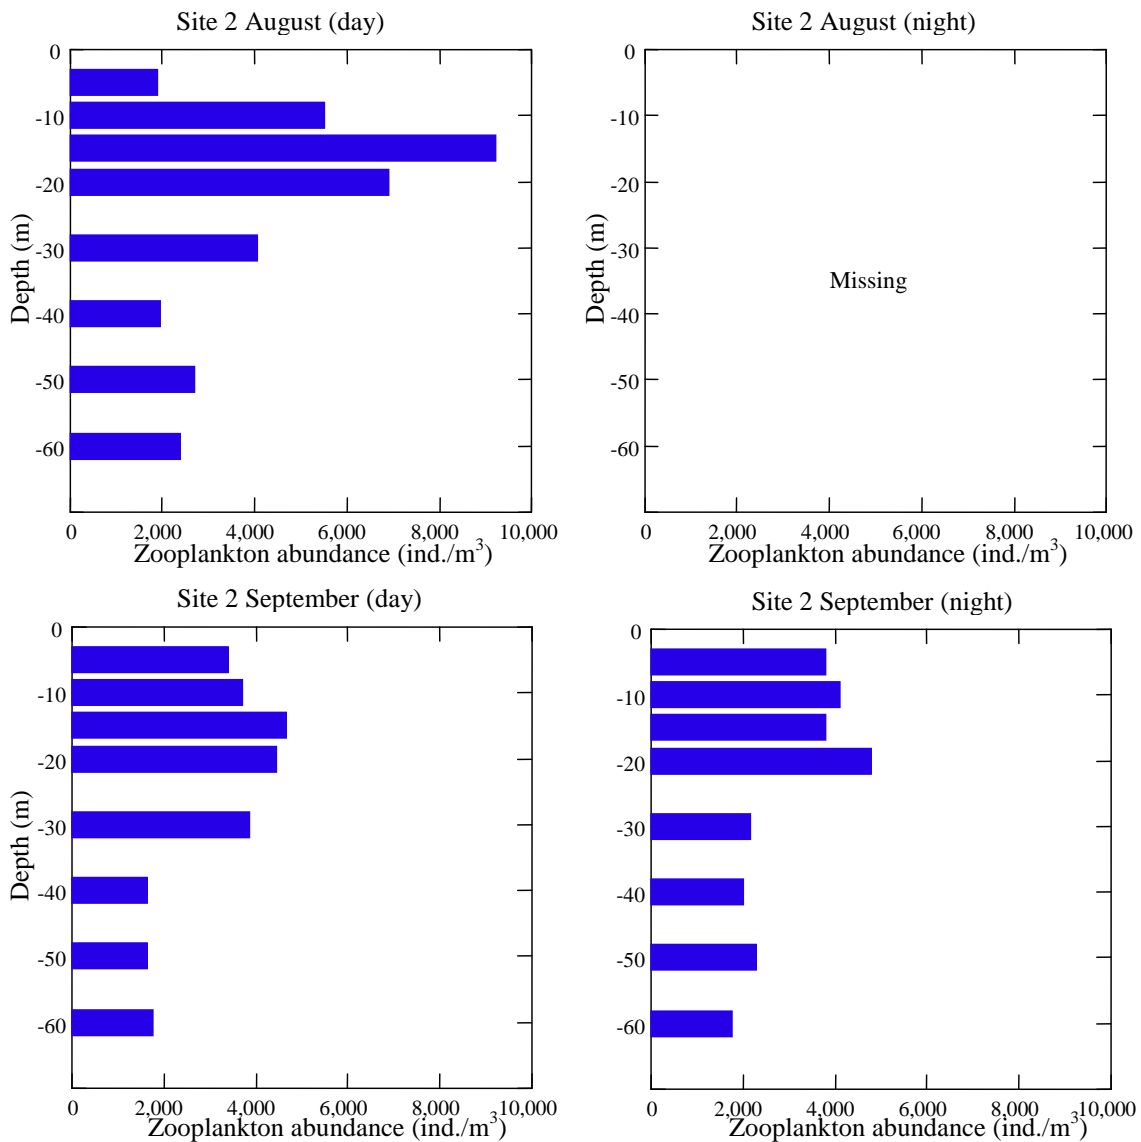 Site 2 August (day)
0
-10
-20
-30
-40
-50
-60
Depth (m)
0 2,000 4,000 6,000 8,000 10,000
Zooplankton abundance (ind./m³)
Site 2 August (night)
0
-10
-20
-30
-40
-50
-60
Depth (m)
Missing
0 2,000 4,000 6,000 8,000 10,000
Zooplankton abundance (ind./m³)
Site 2 September (day)
0
-10
-20
-30
-40
-50
-60
Depth (m)
0 2,000 4,000 6,000 8,000 10,000
Zooplankton abundance (ind./m³)
Site 2 September (night)
0
-10
-20
-30
-40
-50
-60
0 2,000 4,000 6,000 8,000 10,000
Zooplankton abundance (ind./m³)